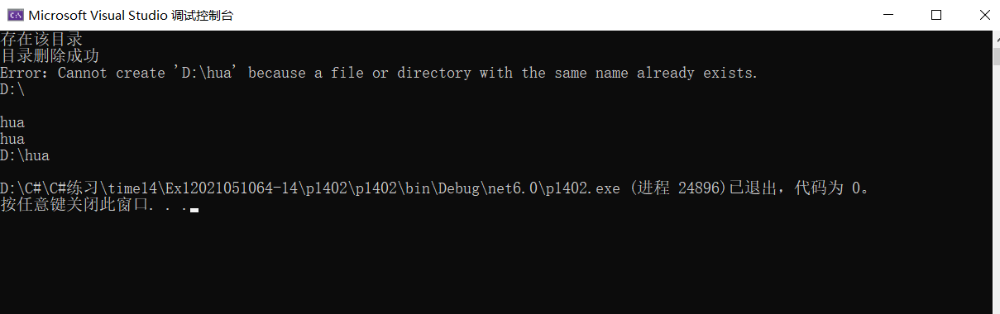 Microsoft Visual Studio 调试控制台
存在该目录
目录删除成功
Error: Cannot create 'D:\hua' because a file or directory with the same name already exists.
D:\
hua
hua
D:\hua
D:\C#\C#练习\time14\Ex12021051064-14\p1402\p1402\bin\Debug\net6.0\p1402.exe (进程 24896)已退出，代码为 0。
按任意键关闭此窗口. . .